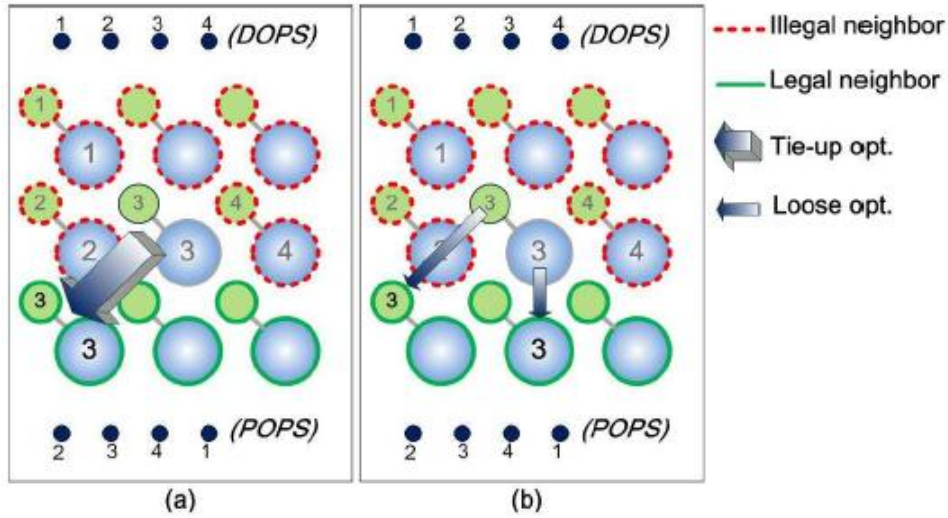 1 2 3 4 (DOPS)
1
1
2 3 4
2 3 4
3
3
(POPS)
2 3 4 1
(a)
1 2 3 4 (DOPS)
1
1
2 3 4
2 3 4
3
3
(POPS)
2 3 4 1
(b)
Illegal neighbor
Legal neighbor
Tie-up opt.
Loose opt.